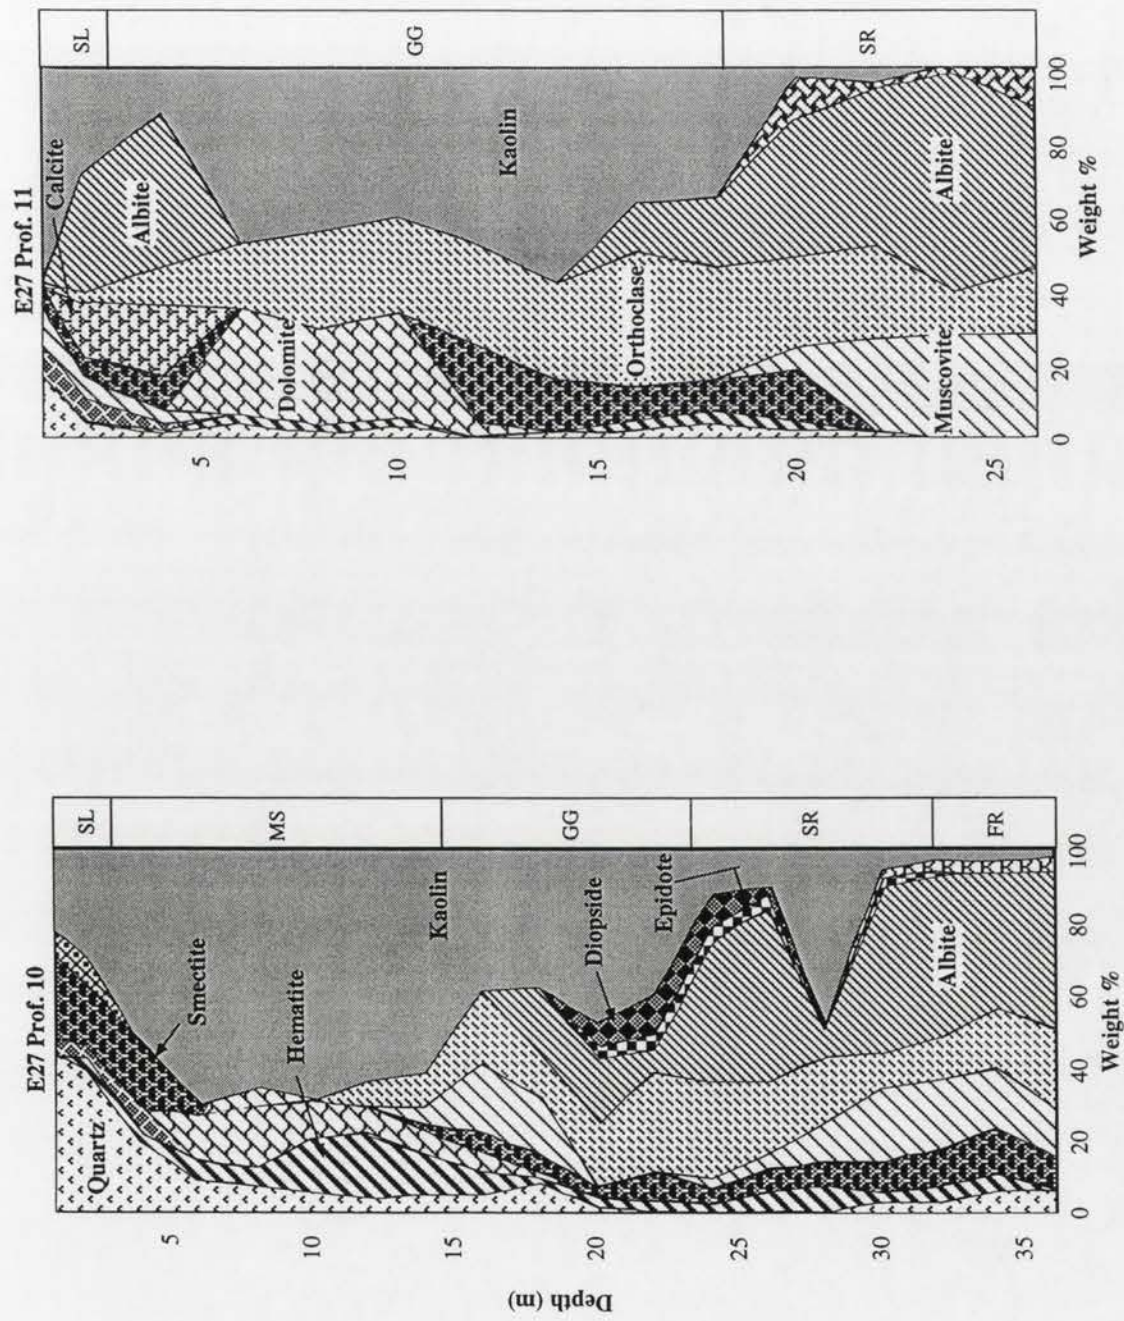 E27 Prof. 11
SL
GG
SR
Calcite
Albite
Kaolin
Dolomite
Orthoclase
Albite
Muscovite
0
20
40
60
80
100
Weight %
5
10
15
20
25
E27 Prof. 10
SL
MS
GG
SR
FR
Quartz
Smectite
Hematite
Kaolin
Diopside
Epidote
Albite
0
20
40
60
80
100
Weight %
5
10
15
20
25
30
35
Depth (m)